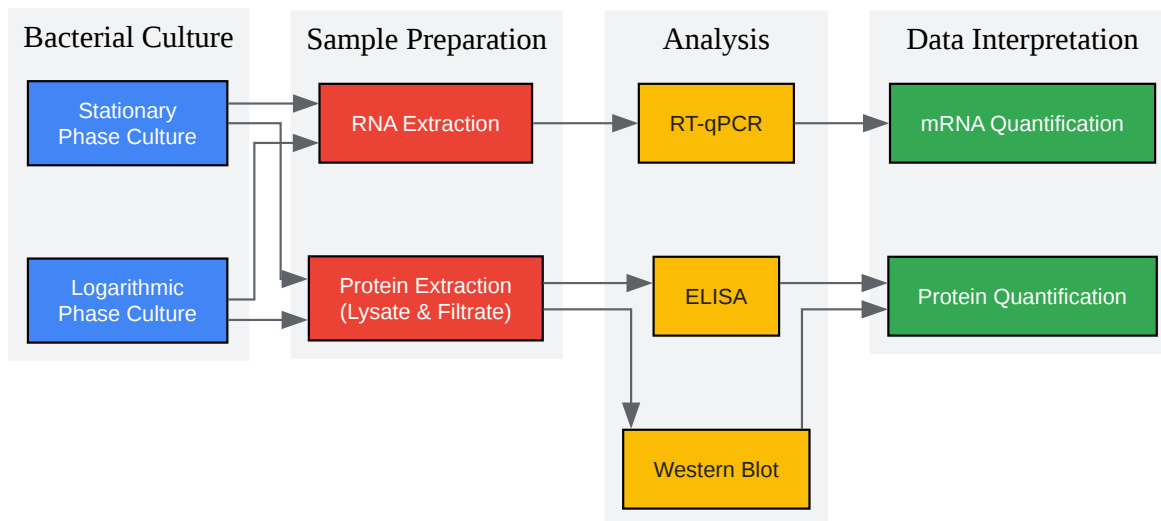 Bacterial Culture
Stationary
Phase Culture
Logarithmic
Phase Culture
Sample Preparation
RNA Extraction
Protein Extraction
(Lysate & Filtrate)
Analysis
RT-qPCR
ELISA
Western Blot
Data Interpretation
mRNA Quantification
Protein Quantification